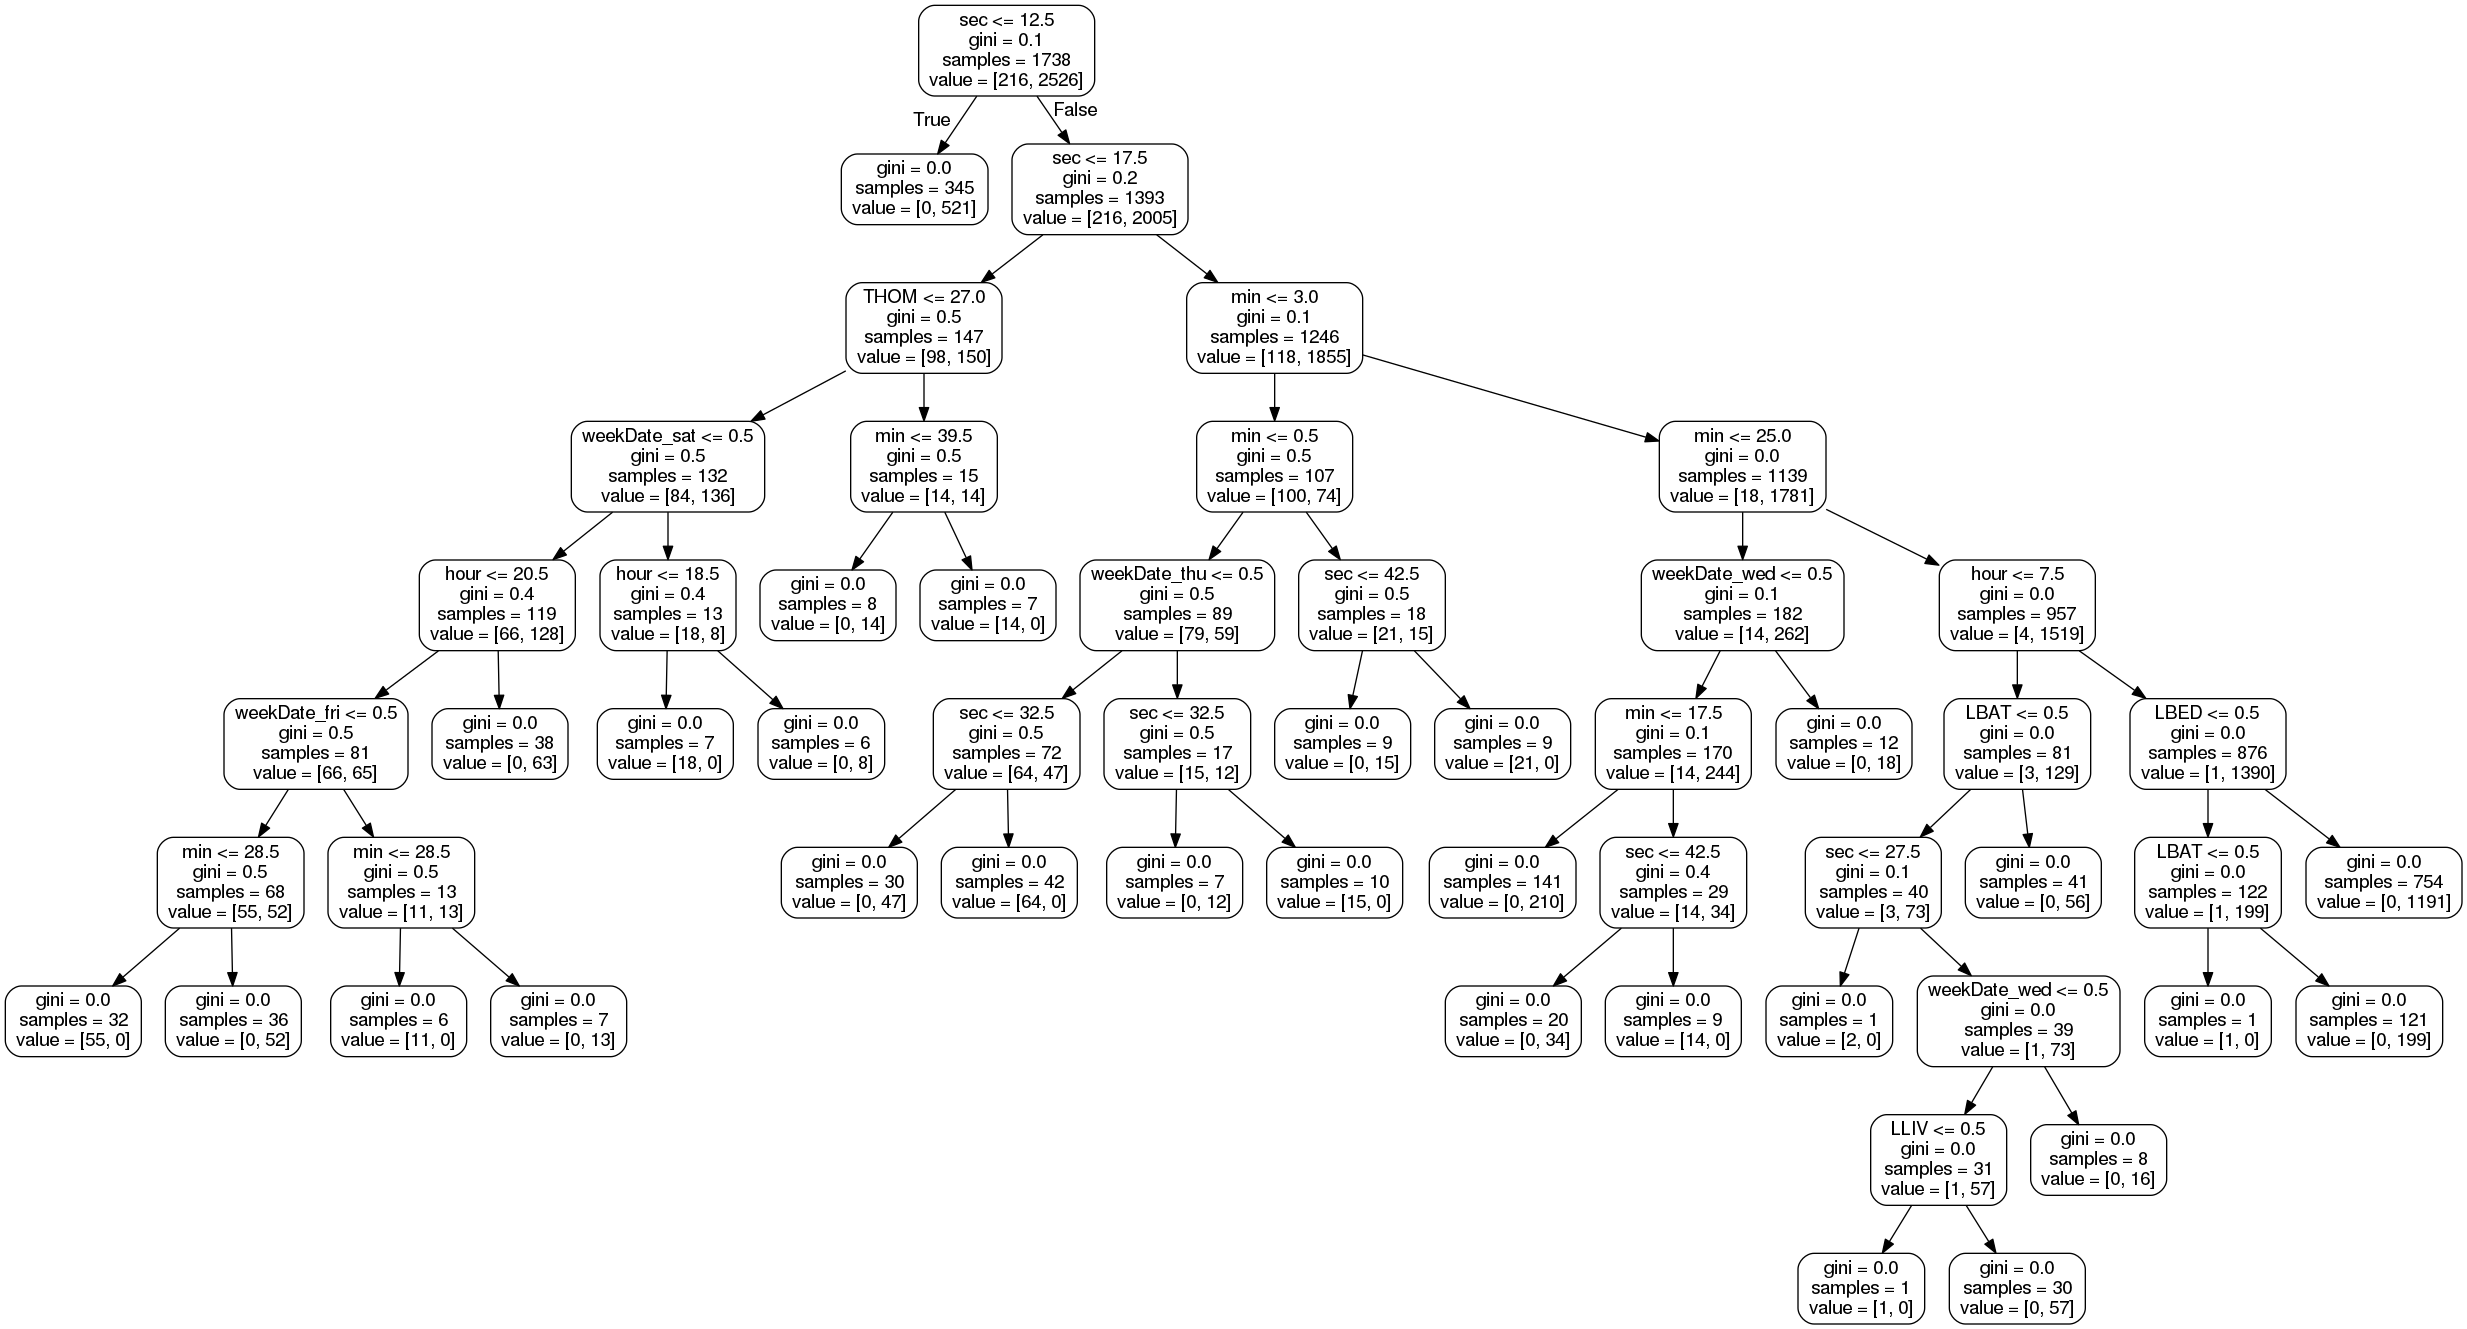 sec <= 12.5
gini = 0.1
samples = 1738
value = [216, 2526]
True
False
gini = 0.0
samples = 345
value = [0, 521]
sec <= 17.5
gini = 0.2
samples = 1393
value = [216, 2005]
THOM <= 27.0
gini = 0.5
samples = 147
value = [98, 150]
min <= 3.0
gini = 0.1
samples = 1246
value = [118, 1855]
weekDate_sat <= 0.5
gini = 0.5
samples = 132
value = [84, 136]
min <= 39.5
gini = 0.5
samples = 15
value = [14, 14]
min <= 0.5
gini = 0.5
samples = 107
value = [100, 74]
min <= 25.0
gini = 0.0
samples = 1139
value = [18, 1781]
hour <= 20.5
gini = 0.4
samples = 119
value = [66, 128]
hour <= 18.5
gini = 0.4
samples = 13
value = [18, 8]
gini = 0.0
samples = 8
value = [0, 14]
gini = 0.0
samples = 7
value = [14, 0]
weekDate_thu <= 0.5
gini = 0.5
samples = 89
value = [79, 59]
sec <= 42.5
gini = 0.5
samples = 18
value = [21, 15]
weekDate_wed <= 0.5
gini = 0.1
samples = 182
value = [14, 262]
hour <= 7.5
gini = 0.0
samples = 957
value = [4, 1519]
weekDate_fri <= 0.5
gini = 0.5
samples = 81
value = [66, 65]
gini = 0.0
samples = 38
value = [0, 63]
gini = 0.0
samples = 7
value = [18, 0]
gini = 0.0
samples = 6
value = [0, 8]
sec <= 32.5
gini = 0.5
samples = 72
value = [64, 47]
sec <= 32.5
gini = 0.5
samples = 17
value = [15, 12]
gini = 0.0
samples = 9
value = [0, 15]
gini = 0.0
samples = 9
value = [21, 0]
min <= 17.5
gini = 0.1
samples = 170
value = [14, 244]
gini = 0.0
samples = 12
value = [0, 18]
LBAT <= 0.5
gini = 0.0
samples = 81
value = [3, 129]
LBED <= 0.5
gini = 0.0
samples = 876
value = [1, 1390]
min <= 28.5
gini = 0.5
samples = 68
value = [55, 52]
min <= 28.5
gini = 0.5
samples = 13
value = [11, 13]
gini = 0.0
samples = 30
value = [0, 47]
gini = 0.0
samples = 42
value = [64, 0]
gini = 0.0
samples = 7
value = [0, 12]
gini = 0.0
samples = 10
value = [15, 0]
gini = 0.0
samples = 141
value = [0, 210]
sec <= 42.5
gini = 0.4
samples = 29
value = [14, 34]
sec <= 27.5
gini = 0.1
samples = 40
value = [3, 73]
gini = 0.0
samples = 41
value = [0, 56]
LBAT <= 0.5
gini = 0.0
samples = 122
value = [1, 199]
gini = 0.0
samples = 754
value = [0, 1191]
gini = 0.0
samples = 32
value = [55, 0]
gini = 0.0
samples = 36
value = [0, 52]
gini = 0.0
samples = 6
value = [11, 0]
gini = 0.0
samples = 7
value = [0, 13]
gini = 0.0
samples = 20
value = [0, 34]
gini = 0.0
samples = 9
value = [14, 0]
gini = 0.0
samples = 1
value = [2, 0]
weekDate_wed <= 0.5
gini = 0.0
samples = 39
value = [1, 73]
gini = 0.0
samples = 1
value = [1, 0]
gini = 0.0
samples = 121
value = [0, 199]
LLIV <= 0.5
gini = 0.0
samples = 31
value = [1, 57]
gini = 0.0
samples = 8
value = [0, 16]
gini = 0.0
samples = 1
value = [1, 0]
gini = 0.0
samples = 30
value = [0, 57]